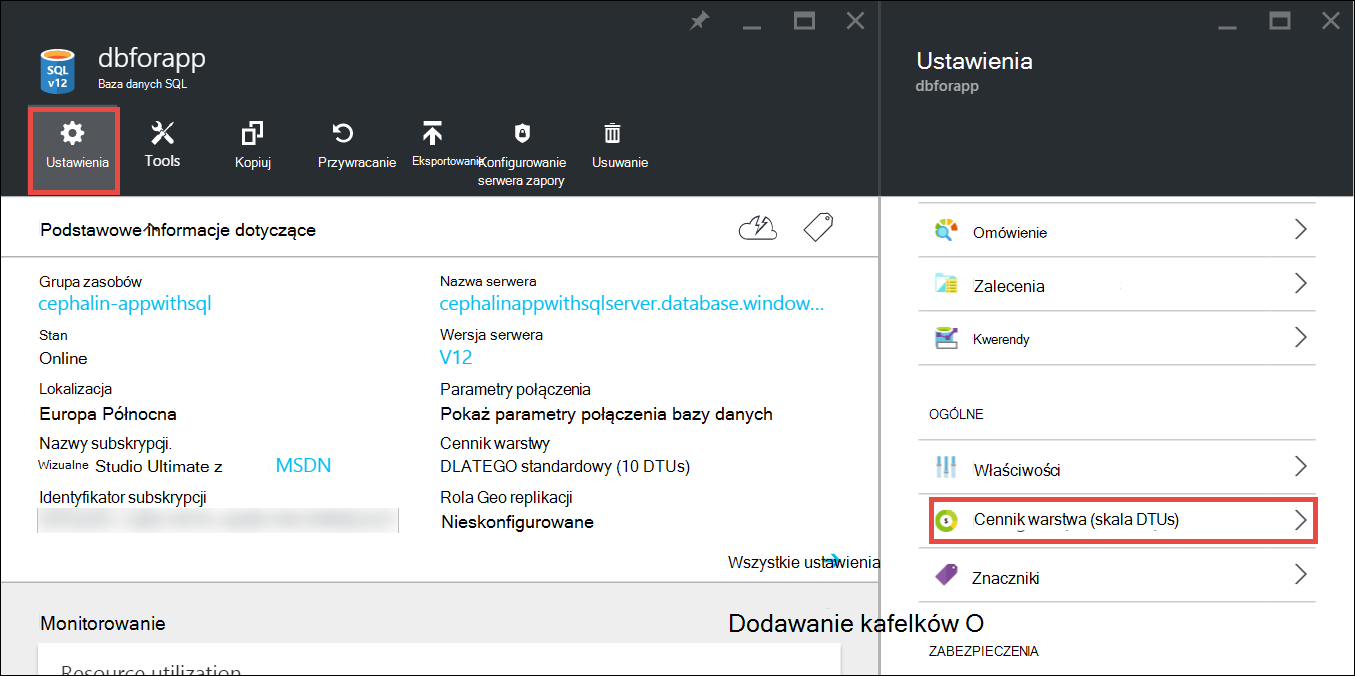 dbforapp
Baza danych SQL
SQL
v12
Ustawienia
Tools
Kopiuj
Przywracanie
Eksportowanie
Konfigurowanie
serwera zapory
Usuwanie
Podstawowe informacje dotyczące
Grupa zasobów
cephalin-appwithsql
Stan
Online
Lokalizacja
Europa Północna
Nazwy subskrypcji.
Wizualne Studio Ultimate z MSDN
Identyfikator subskrypcji
Nazwa serwera
cephalinappwithsqlserver.database.window...
Wersja serwera
V12
Parametry połączenia
Pokaż parametry połączenia bazy danych
Cennik warstwy
DLATEGO standardowy (10 DTUs)
Rola Geo replikacji
Nieskonfigurowane
Wszystkie ustawienia
Monitorowanie
Dodawanie kafelków O
Resource utilization
Ustawienia
dbforapp
Omówienie
Zalecenia
Kwerendy
OGÓLNE
Właściwości
Cennik warstwa (skala DTUs)
Znaczniki
ZABEZPIECZENIA